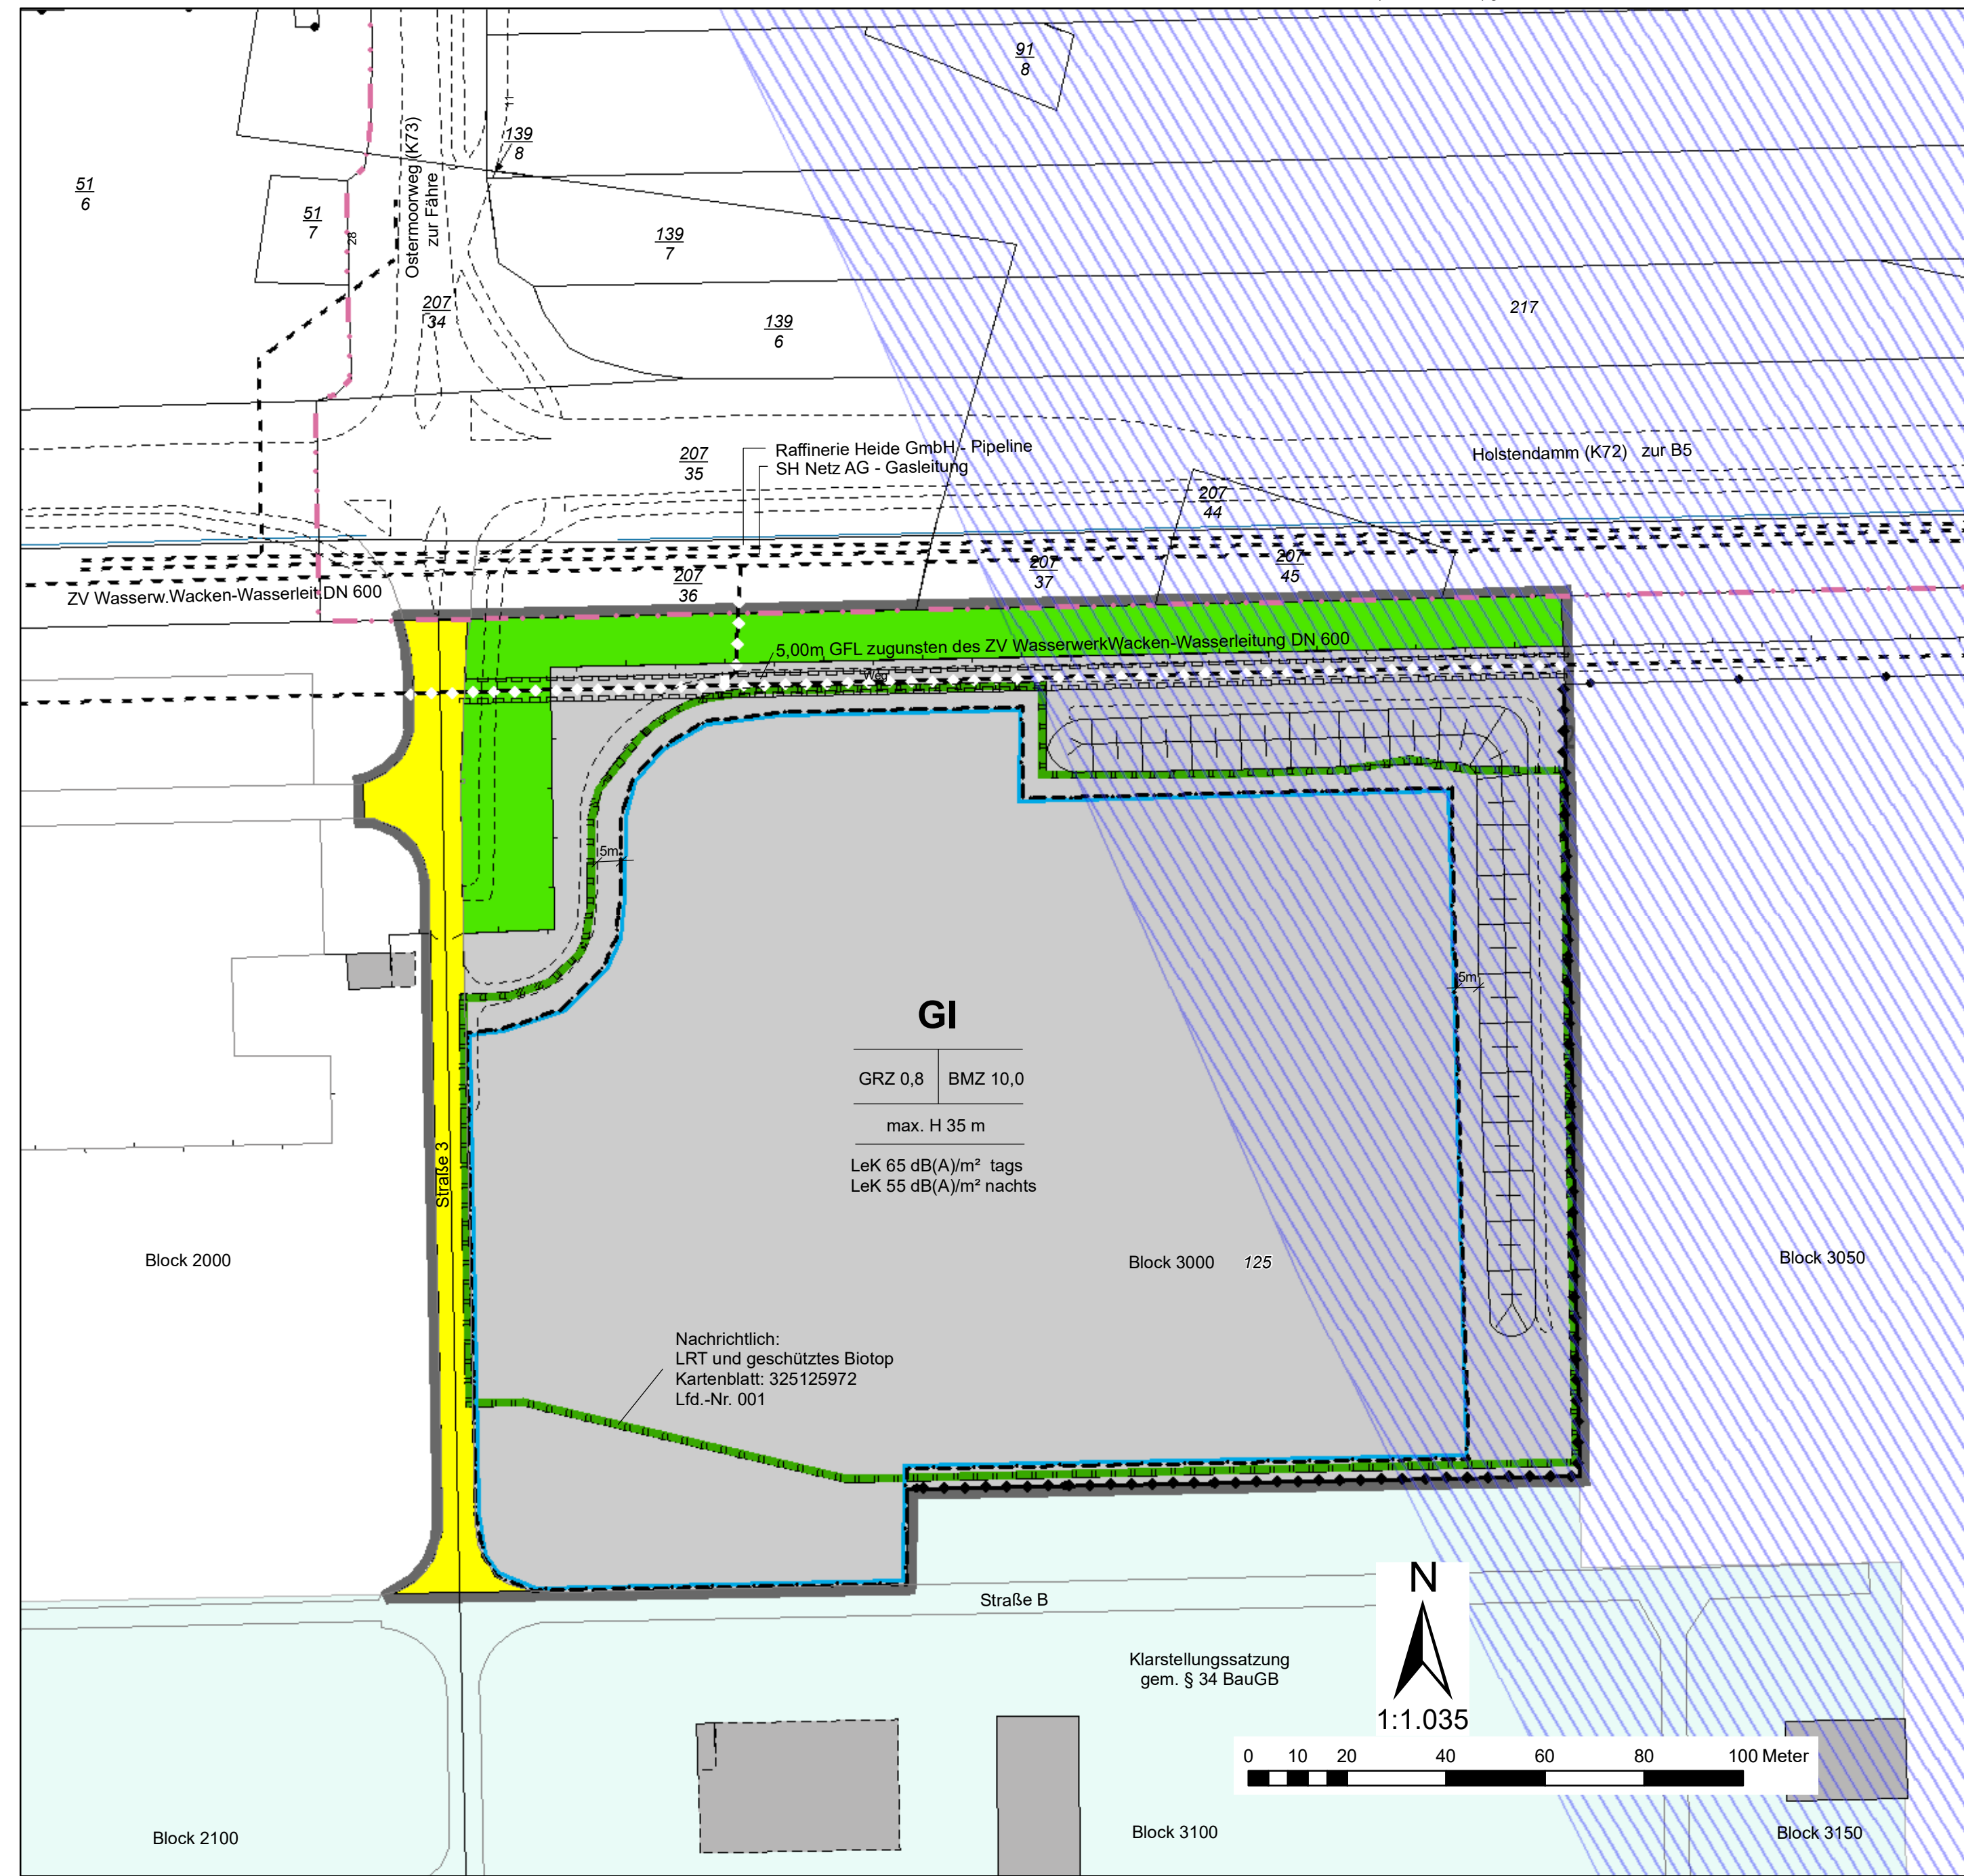 91
8
139
8
51
6
51
7
28
Ostermoorweg (K73)
zur Fähre
139
7
207
34
139
6
217
Raffinerie Heide GmbH - Pipeline
SH Netz AG - Gasleitung
207
35
Holstendamm (K72) zur B5
207
44
207
36
207
37
207
45
ZV Wasserw.Wacken-Wasserleit DN 600
5,00m GFL zugunsten des ZV WasserwerkWacken-Wasserleitung DN 600
Weg
5m
5m
GI
GRZ 0,8 BMZ 10,0
max. H 35 m
LeK 65 dB(A)/m² tags
LeK 55 dB(A)/m² nachts
Straße 3
Block 2000
Block 3000 125
Block 3050
Nachrichtlich:
LRT und geschütztes Biotop
Kartenblatt: 325125972
Lfd.-Nr. 001
Straße B
N
1:1.035
Klarstellungssatzung
gem. § 34 BauGB
0 10 20 40 60 80 100 Meter
Block 2100
Block 3100
Block 3150